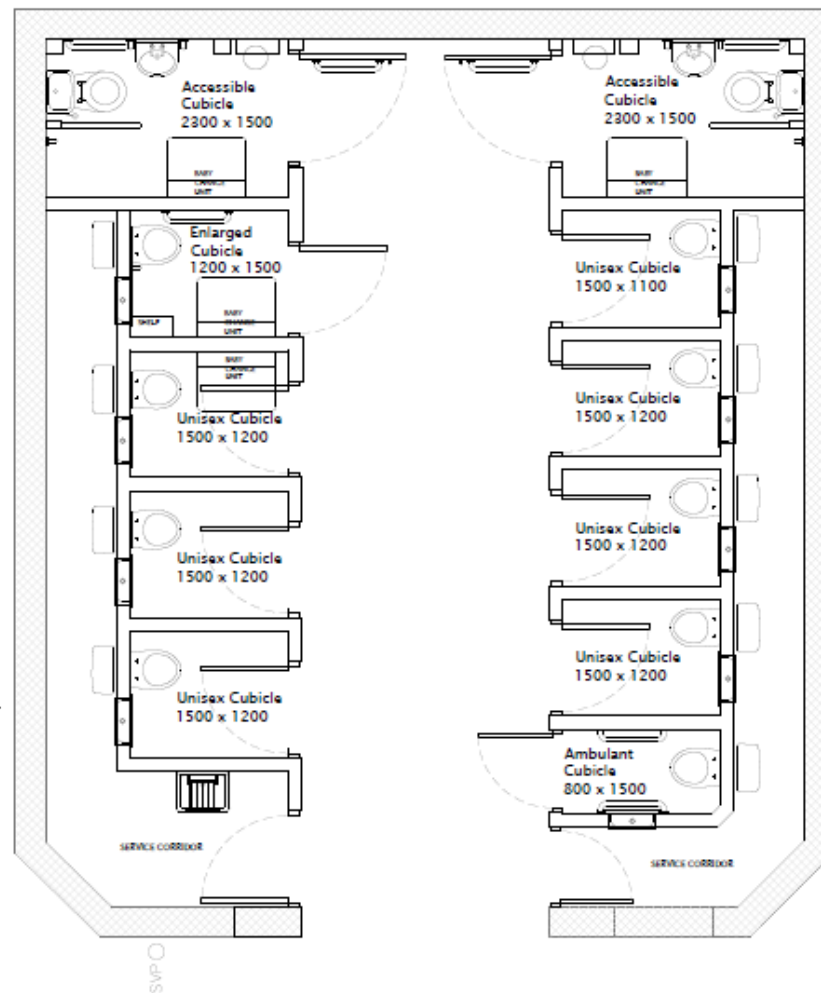 Accessible
Cubicle
2300 x 1500
BABY
CHANGE
UNIT
Accessible
Cubicle
2300 x 1500
BABY
CHANGE
UNIT
Enlarged
Cubicle
1200 x 1500
SHELF
BABY
CHANGE
UNIT
BABY
CHANGE
UNIT
Unisex Cubicle
1500 x 1200
Unisex Cubicle
1500 x 1200
Unisex Cubicle
1500 x 1200
SERVICE CORRIDOR
Unisex Cubicle
1500 x 1100
Unisex Cubicle
1500 x 1200
Unisex Cubicle
1500 x 1200
Unisex Cubicle
1500 x 1200
Ambulant
Cubicle
800 x 1500
SERVICE CORRIDOR
SVP